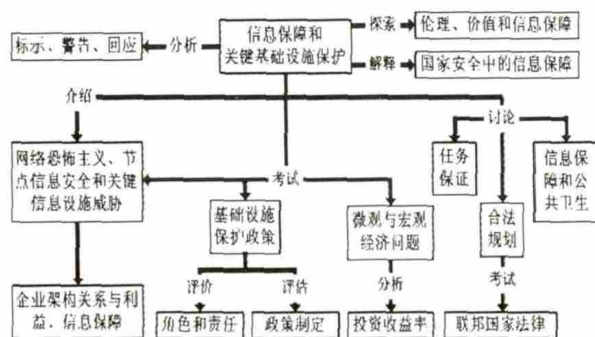 信息保障和
关键基础设施保护
探索
伦理、价值和信息保障
标示、警告、回应
分析
解释
国家安全中的信息保障
介绍
讨论
网络恐怖主义、节
点信息安全和关键
信息设施威胁
任务
保证
信息保
障和公
共卫生
考试
基础设施
保护政策
微观与宏观
经济问题
合法
规划
评价
评估
分析
考试
企业架构关系与利
益、信息保障
角色和责任
政策制定
投资收益率
联邦国家法律